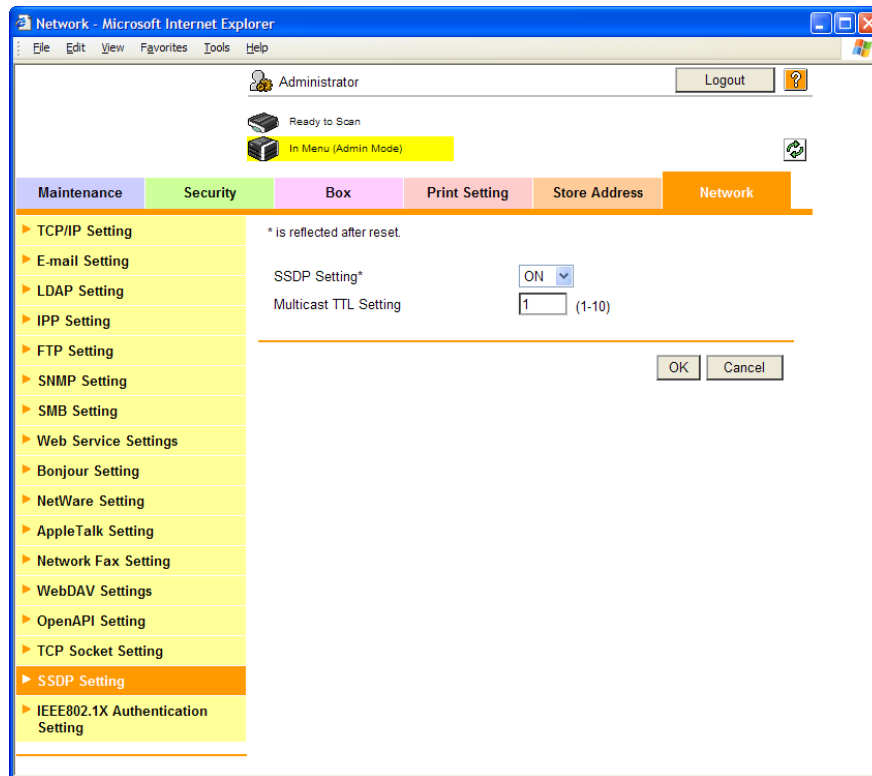 Network - Microsoft Internet Explorer
File Edit View Favorites Tools Help
Administrator Logout ?
Ready to Scan
In Menu (Admin Mode)
Maintenance Security Box Print Setting Store Address Network
TCP/IP Setting
E-mail Setting
LDAP Setting
IPP Setting
FTP Setting
SNMP Setting
SMB Setting
Web Service Settings
Bonjour Setting
NetWare Setting
AppleTalk Setting
Network Fax Setting
WebDAV Settings
OpenAPI Setting
TCP Socket Setting
SSDP Setting
IEEE802.1X Authentication
Setting
* is reflected after reset.
SSDP Setting* ON
Multicast TTL Setting 1 (1-10)
OK Cancel